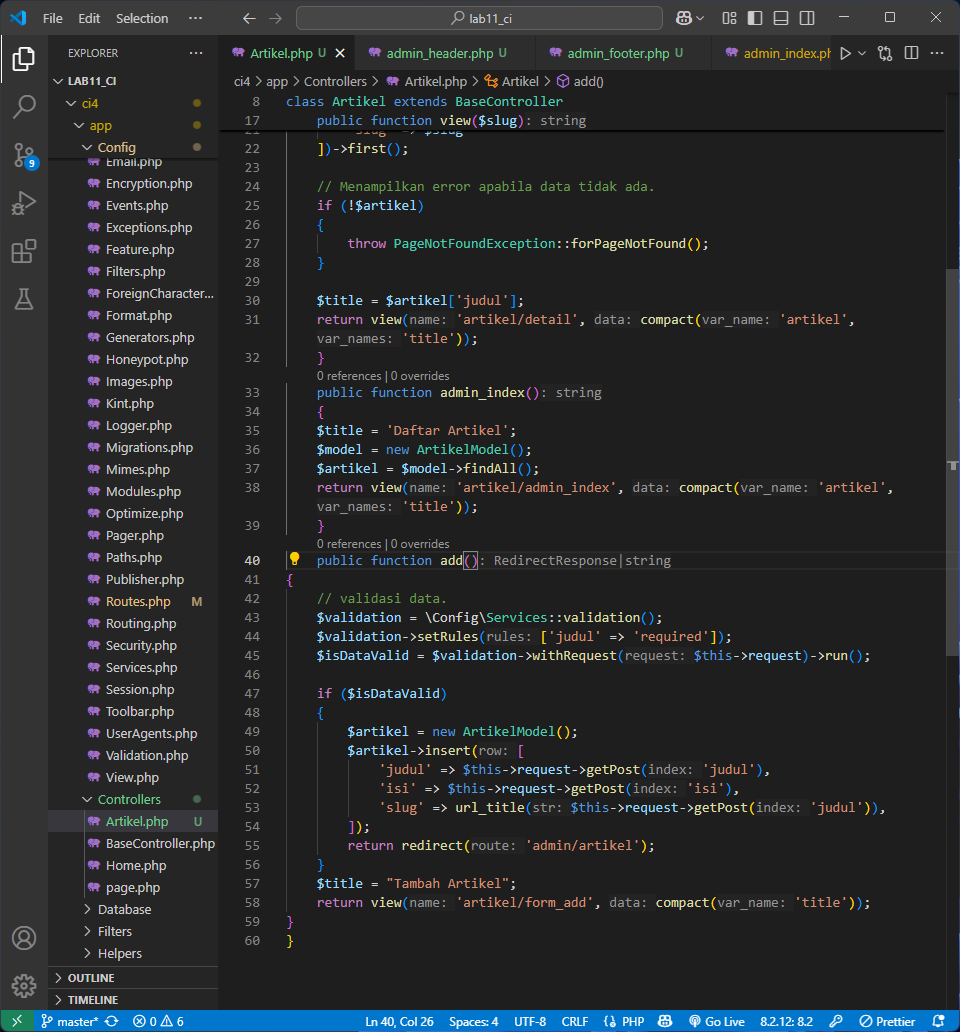 File Edit Selection ··· lab11_ci
EXPLORER ···
LAB11_CI
ci4
app
Config
Email.php
Encryption.php
Events.php
Exceptions.php
Feature.php
Filters.php
ForeignCharacter...
Format.php
Generators.php
Honeypot.php
Images.php
Kint.php
Logger.php
Migrations.php
Mimes.php
Modules.php
Optimize.php
Pager.php
Paths.php
Publisher.php
Routes.php M
Routing.php
Security.php
Services.php
Session.php
Toolbar.php
UserAgents.php
Validation.php
View.php
Controllers
Artikel.php U
BaseController.php
Home.php
page.php
Database
Filters
Helpers
OUTLINE
TIMELINE
9
Artikel.php U admin_header.php U admin_footer.php U admin_index.ph
ci4 > app > Controllers > Artikel.php > Artikel > add()
8 class Artikel extends BaseController
17 public function view($slug): string
21 'slug' => $slug
22 ])->first();
23
24 // Menampilkan error apabila data tidak ada.
25 if (!$artikel)
26 {
27 throw PageNotFoundException::forPageNotFound();
28 }
29
30 $title = $artikel['judul'];
31 return view(name: 'artikel/detail', data: compact(var_name: 'artikel',
var_names: 'title'));
32 }
0 references | 0 overrides
33 public function admin_index(): string
34 {
35 $title = 'Daftar Artikel';
36 $model = new ArtikelModel();
37 $artikel = $model->findAll();
38 return view(name: 'artikel/admin_index', data: compact(var_name: 'artikel',
var_names: 'title'));
39 }
0 references | 0 overrides
40 public function add(): RedirectResponse|string
41 {
42 // validasi data.
43 $validation = \Config\Services::validation();
44 $validation->setRules(rules: ['judul' => 'required']);
45 $isDataValid = $validation->withRequest(request: $this->request)->run();
46
47 if ($isDataValid)
48 {
49 $artikel = new ArtikelModel();
50 $artikel->insert(row: [
51 'judul' => $this->request->getPost(index: 'judul'),
52 'isi' => $this->request->getPost(index: 'isi'),
53 'slug' => url_title(str: $this->request->getPost(index: 'judul')),
54 ]);
55 return redirect(route: 'admin/artikel');
56 }
57 $title = "Tambah Artikel";
58 return view(name: 'artikel/form_add', data: compact(var_name: 'title'));
59 }
60 }
master* 0 6 Ln 40, Col 26 Spaces: 4 UTF-8 CRLF {} PHP Go Live 8.2.12: 8.2 Prettier